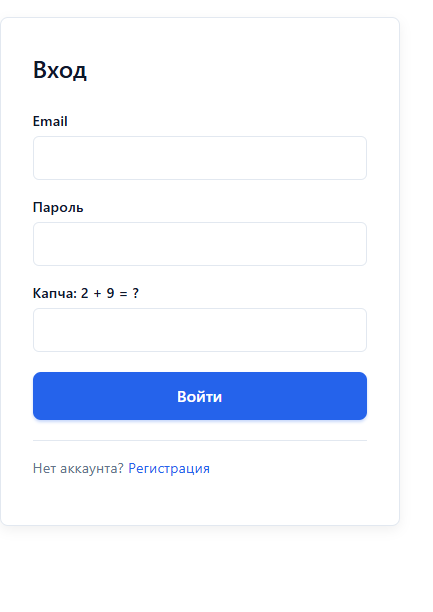 Вход
Email
Пароль
Капча: 2 + 9 = ?
Войти
Нет аккаунта? Регистрация